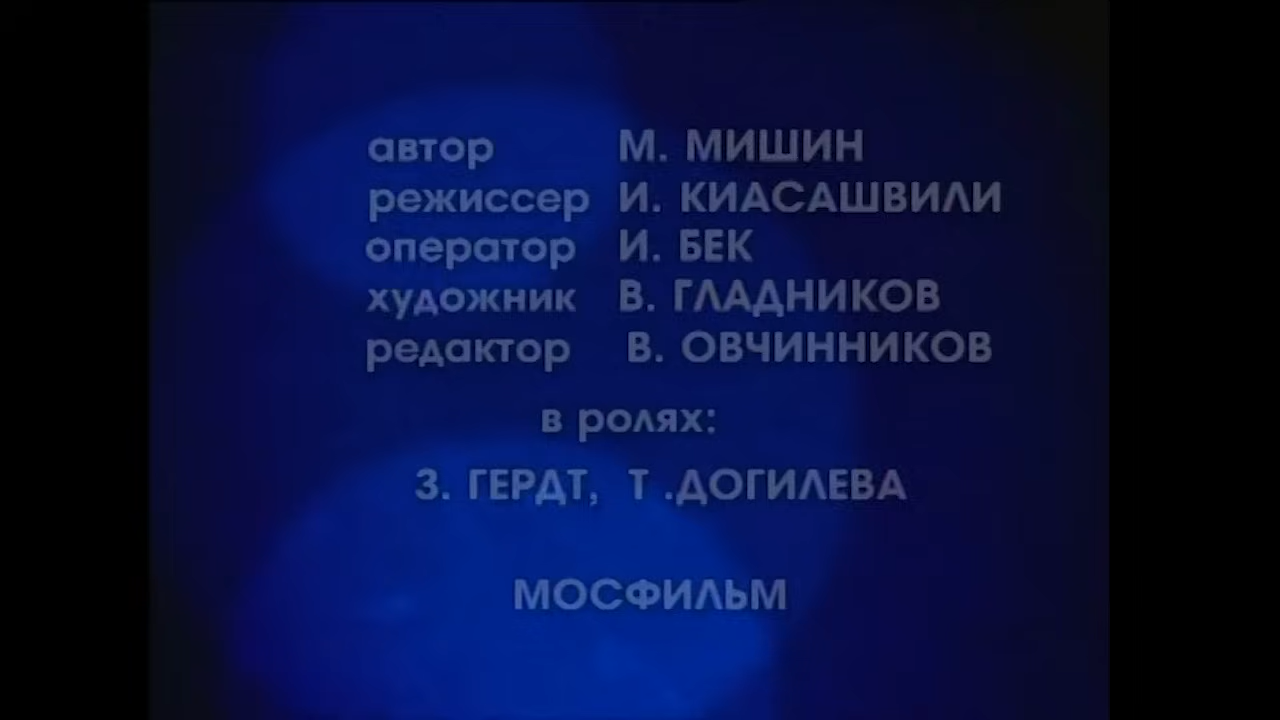 автор М. МИШИН
режиссер И. КИАСАШВИЛИ
оператор И. БЕК
художник В. ГЛАДНИКОВ
редактор В. ОВЧИННИКОВ
в ролях:
З. ГЕРДТ, Т .ДОГИЛЕВА
МОСФИЛЬМ